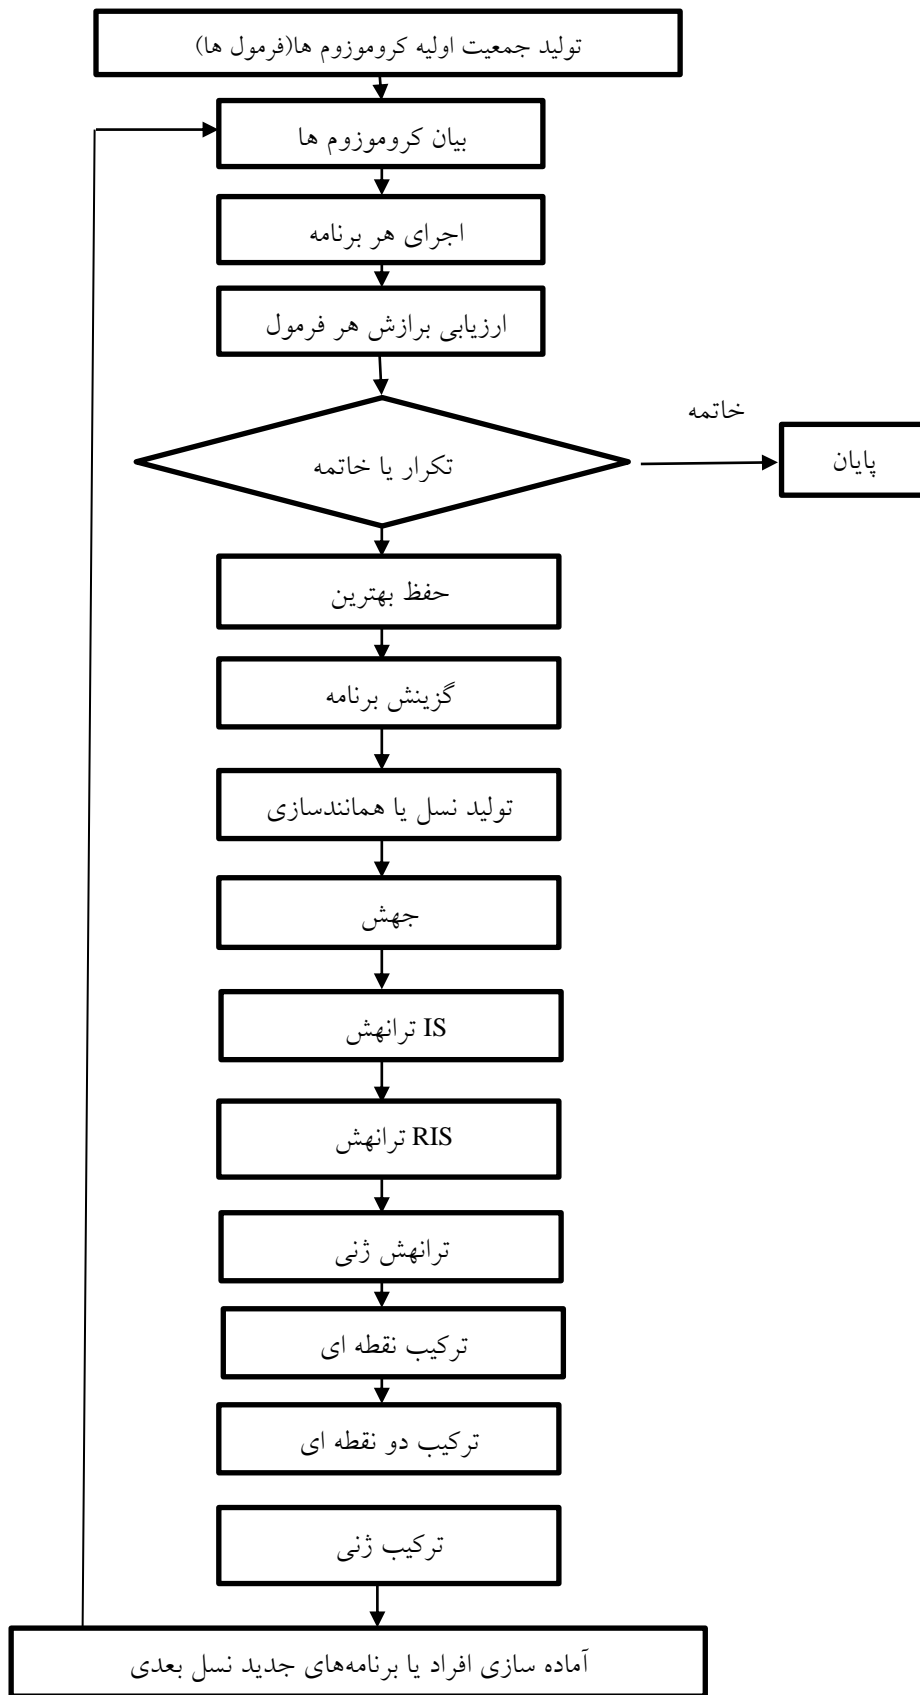 تولید جمعیت اولیه کروموزوم ها(فرمول ها)
بیان کروموزوم ها
اجرای هر برنامه
ارزیابی برازش هر فرمول
خاتمه
تکرار یا خاتمه
پایان
حفظ بهترین
گزینش برنامه
تولید نسل یا همانندسازی
جهش
IS ترانهش
RIS ترانهش
ترانهش ژنی
ترکیب نقطه ای
ترکیب دو نقطه ای
ترکیب ژنی
آماده سازی افراد یا برنامه‌های جدید نسل بعدی